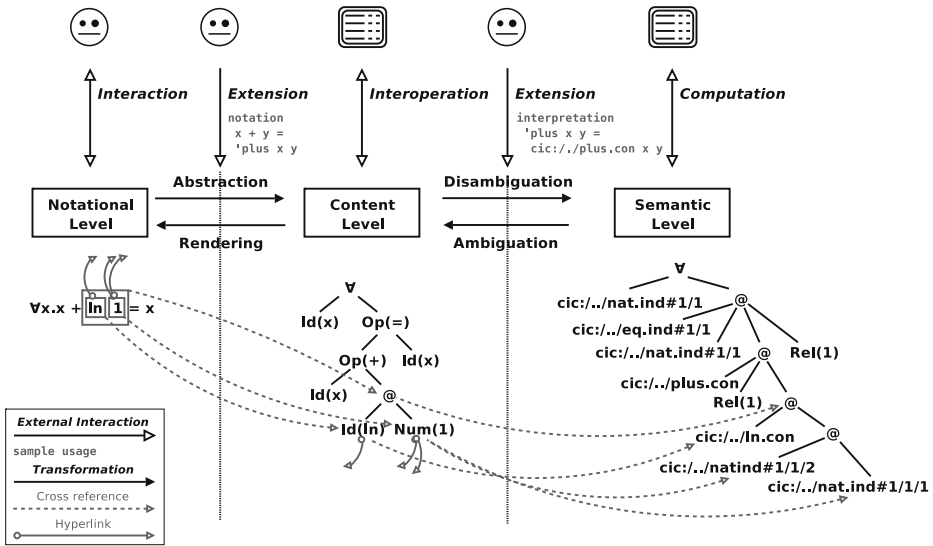 Interaction
Extension
Interoperation
Extension
Computation
notation
x + y =
'plus x y
interpretation
'plus x y =
cic:/./plus.con x y
Abstraction
Disambiguation
Notational
Level
Content
Level
Semantic
Level
Rendering
Ambiguation
∀x.x + ln 1 = x
∀
Id(x) Op(=)
Op(+) Id(x)
Id(x) @
Id(ln) Num(1)
∀
cic:/../nat.ind#1/1 @
cic:/../eq.ind#1/1
cic:/../nat.ind#1/1 @ Rel(1)
cic:/../plus.con
Rel(1) @
cic:/../ln.con @
cic:/../natind#1/1/2
cic:/../nat.ind#1/1/1
External Interaction
sample usage
Transformation
Cross reference
Hyperlink